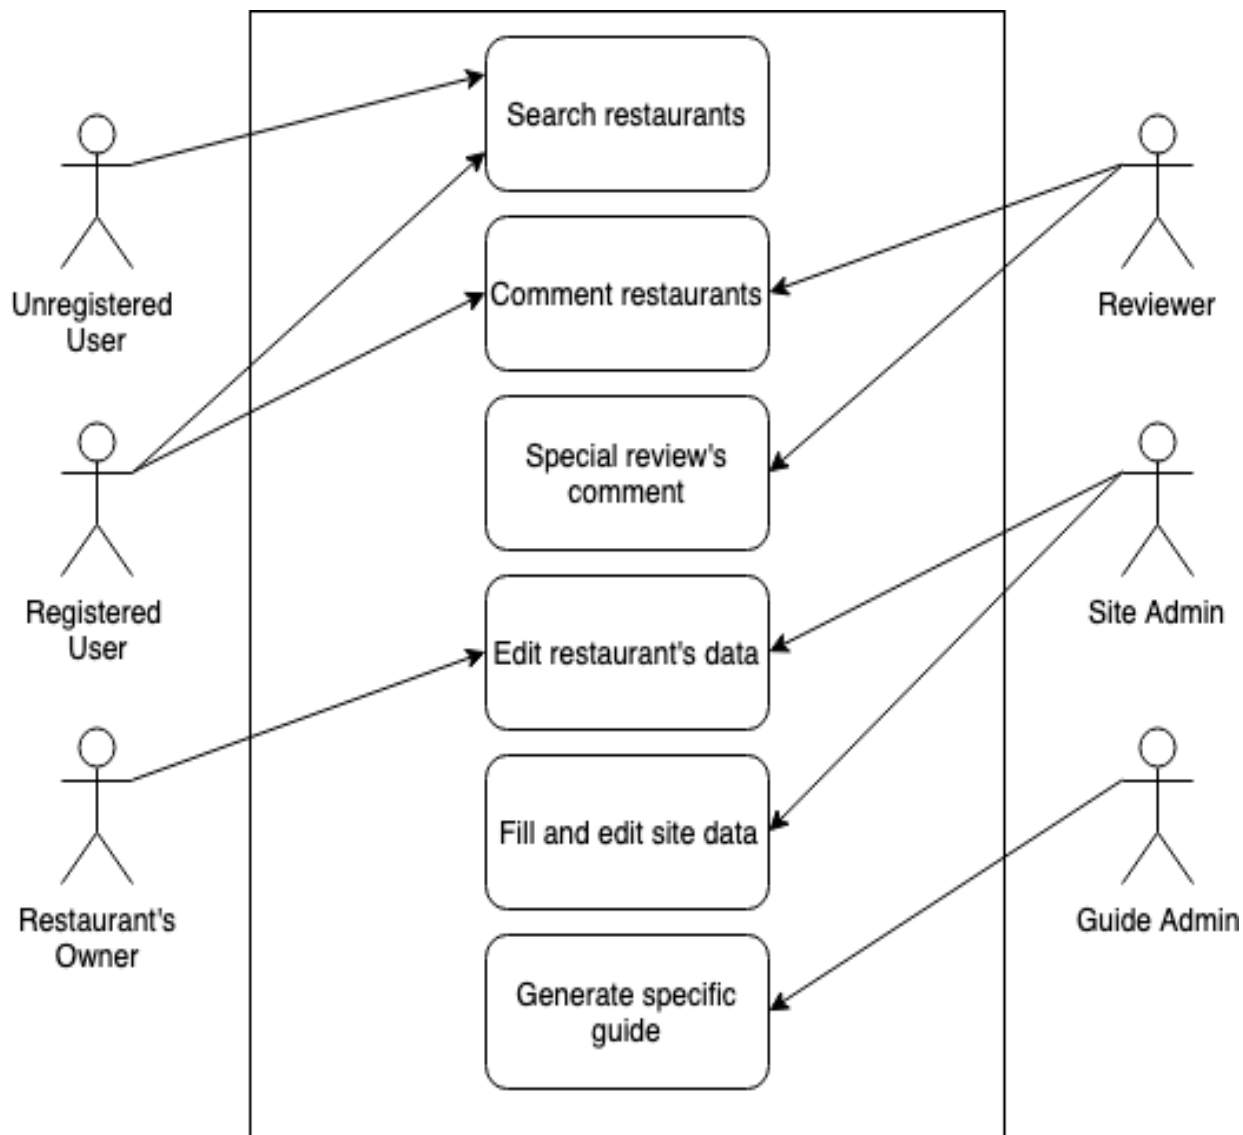 Search restaurants
Unregistered
User
Comment restaurants
Reviewer
Special review's
comment
Registered
User
Site Admin
Edit restaurant's data
Fill and edit site data
Restaurant's
Owner
Guide Admin
Generate specific
guide